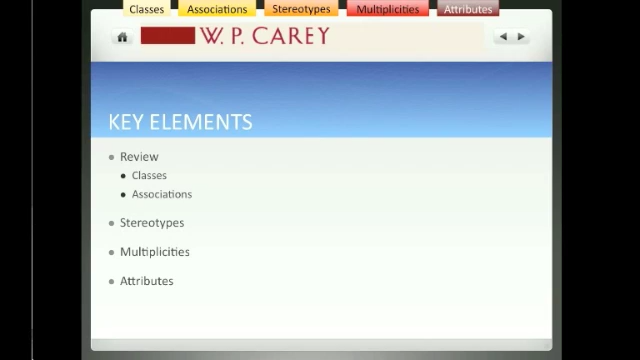 Classes Associations Stereotypes Multiplicities Attributes
W. P. CAREY
KEY ELEMENTS
Review
Classes
Associations
Stereotypes
Multiplicities
Attributes